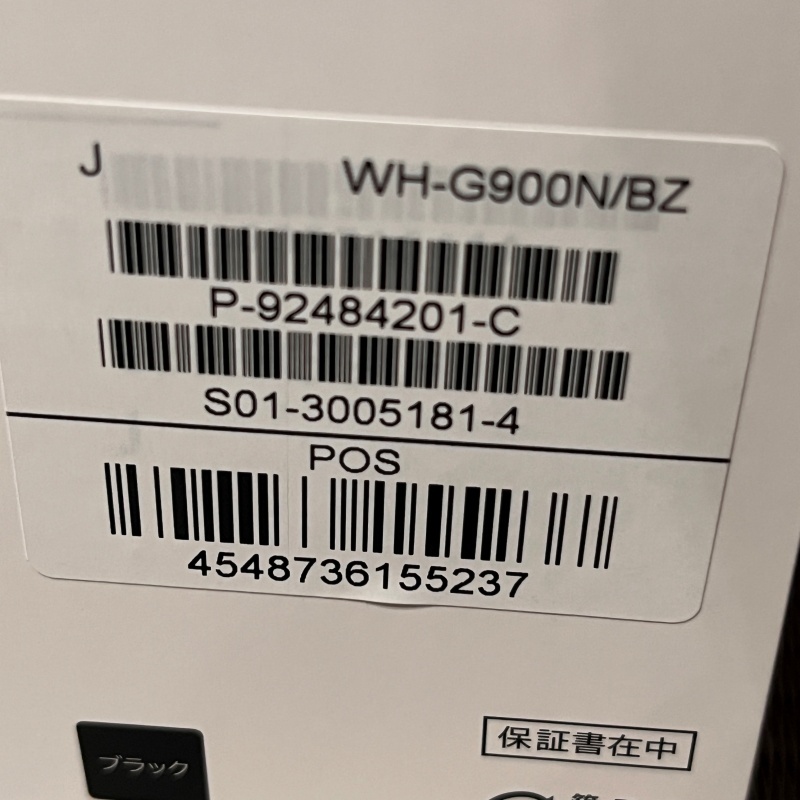 J WH-G900N/BZ
P-92484201-C
S01-3005181-4
POS
4548736155237
ブラック
保証書在中